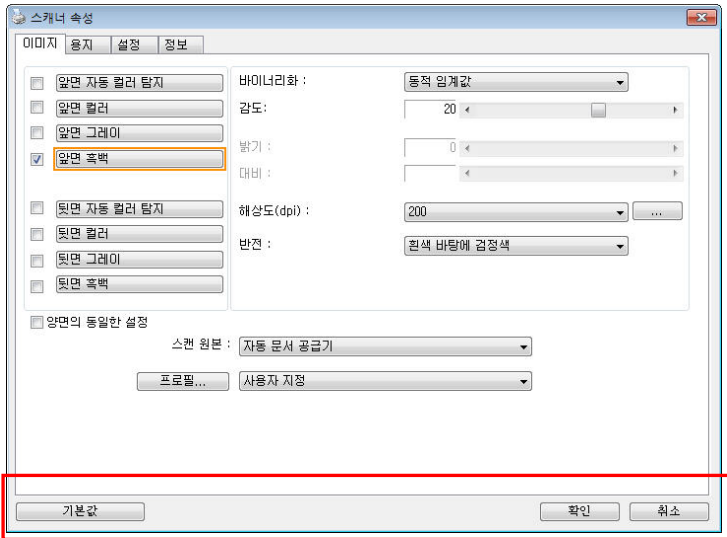 스캐너 속성
이미지 용지 설정 정보
앞면 자동 컬러 탐지
앞면 컬러
앞면 그레이
앞면 흑백
뒷면 자동 컬러 탐지
뒷면 컬러
뒷면 그레이
뒷면 흑백
바이너리화 : 동적 임계값
감도: 20
밝기 : 0
대비 :
해상도(dpi) : 200 ...
반전 : 흰색 바탕에 검정색
양면의 동일한 설정
스캔 원본 : 자동 문서 공급기
프로필... 사용자 지정
기본값 확인 취소